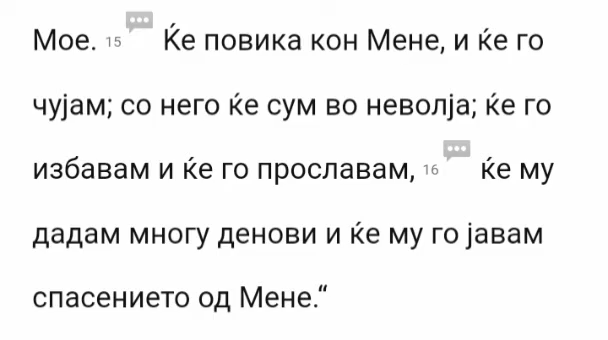 Мое. 15 Ќе повика кон Мене, и ќе го
чујам; со него ќе сум во неволја; ќе го
избавам и ќе го прославам, 16 ќе му
дадам многу денови и ќе му го јавам
спасението од Мене.“